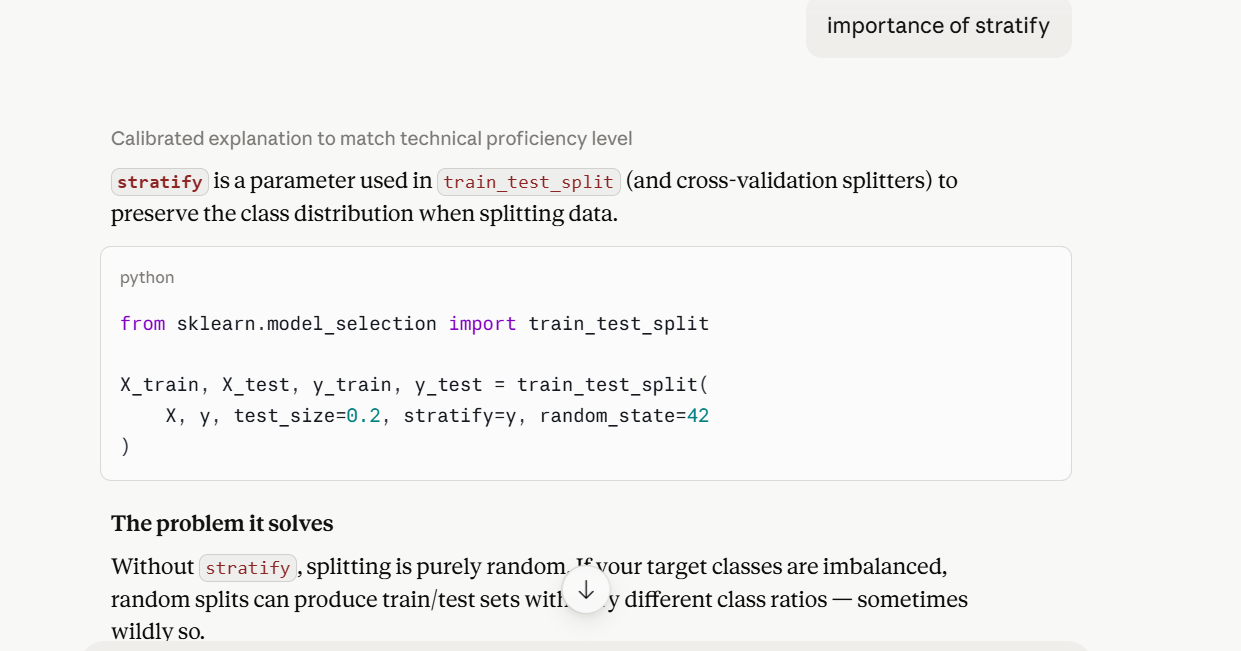 importance of stratify
Calibrated explanation to match technical proficiency level
stratify is a parameter used in train_test_split (and cross-validation splitters) to
preserve the class distribution when splitting data.
python
from sklearn.model_selection import train_test_split
X_train, X_test, y_train, y_test = train_test_split(
    X, y, test_size=0.2, stratify=y, random_state=42
)
The problem it solves
Without stratify, splitting is purely random. If your target classes are imbalanced,
random splits can produce train/test sets with y different class ratios — sometimes
wildly so.